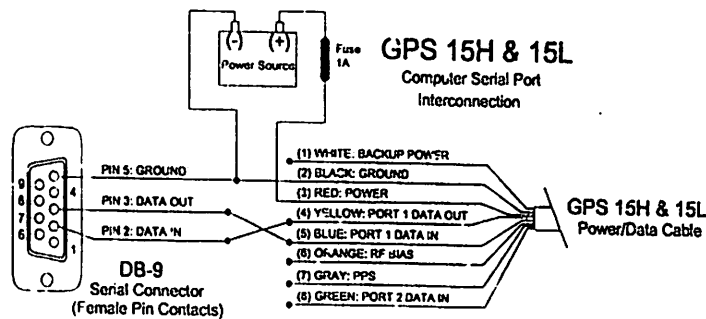 (-) (+)
Power Source
Fuse
1A
GPS 15H & 15L
Computer Serial Port
Interconnection
PIN 5: GROUND
PIN 3: DATA OUT
PIN 2: DATA IN
9
8
7
6
4
1
DB-9
Serial Connector
(Female Pin Contacts)
(1) WHITE: BACKUP POWER
(2) BLACK: GROUND
(3) RED: POWER
(4) YELLOW: PORT 1 DATA OUT
(5) BLUE: PORT 1 DATA IN
(6) ORANGE: RF BIAS
(7) GRAY: PPS
(8) GREEN: PORT 2 DATA IN
GPS 15H & 15L
Power/Data Cable